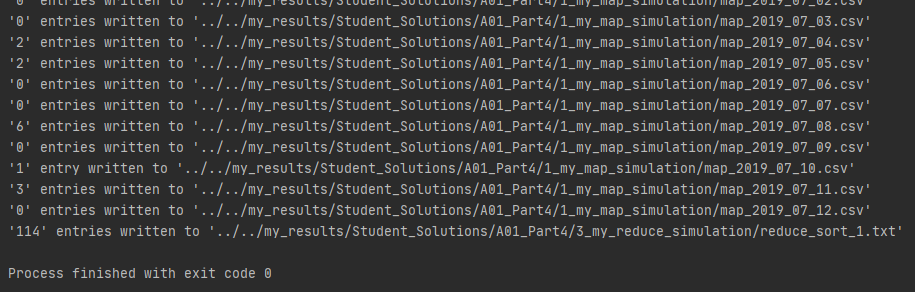 '0' entries written to '../../my_results/Student_Solutions/A01_Part4/1_my_map_simulation/map_2019_07_02.csv'
'0' entries written to '../../my_results/Student_Solutions/A01_Part4/1_my_map_simulation/map_2019_07_03.csv'
'2' entries written to '../../my_results/Student_Solutions/A01_Part4/1_my_map_simulation/map_2019_07_04.csv'
'2' entries written to '../../my_results/Student_Solutions/A01_Part4/1_my_map_simulation/map_2019_07_05.csv'
'0' entries written to '../../my_results/Student_Solutions/A01_Part4/1_my_map_simulation/map_2019_07_06.csv'
'0' entries written to '../../my_results/Student_Solutions/A01_Part4/1_my_map_simulation/map_2019_07_07.csv'
'6' entries written to '../../my_results/Student_Solutions/A01_Part4/1_my_map_simulation/map_2019_07_08.csv'
'0' entries written to '../../my_results/Student_Solutions/A01_Part4/1_my_map_simulation/map_2019_07_09.csv'
'1' entry written to '../../my_results/Student_Solutions/A01_Part4/1_my_map_simulation/map_2019_07_10.csv'
'3' entries written to '../../my_results/Student_Solutions/A01_Part4/1_my_map_simulation/map_2019_07_11.csv'
'0' entries written to '../../my_results/Student_Solutions/A01_Part4/1_my_map_simulation/map_2019_07_12.csv'
'114' entries written to '../../my_results/Student_Solutions/A01_Part4/3_my_reduce_simulation/reduce_sort_1.txt'
Process finished with exit code 0